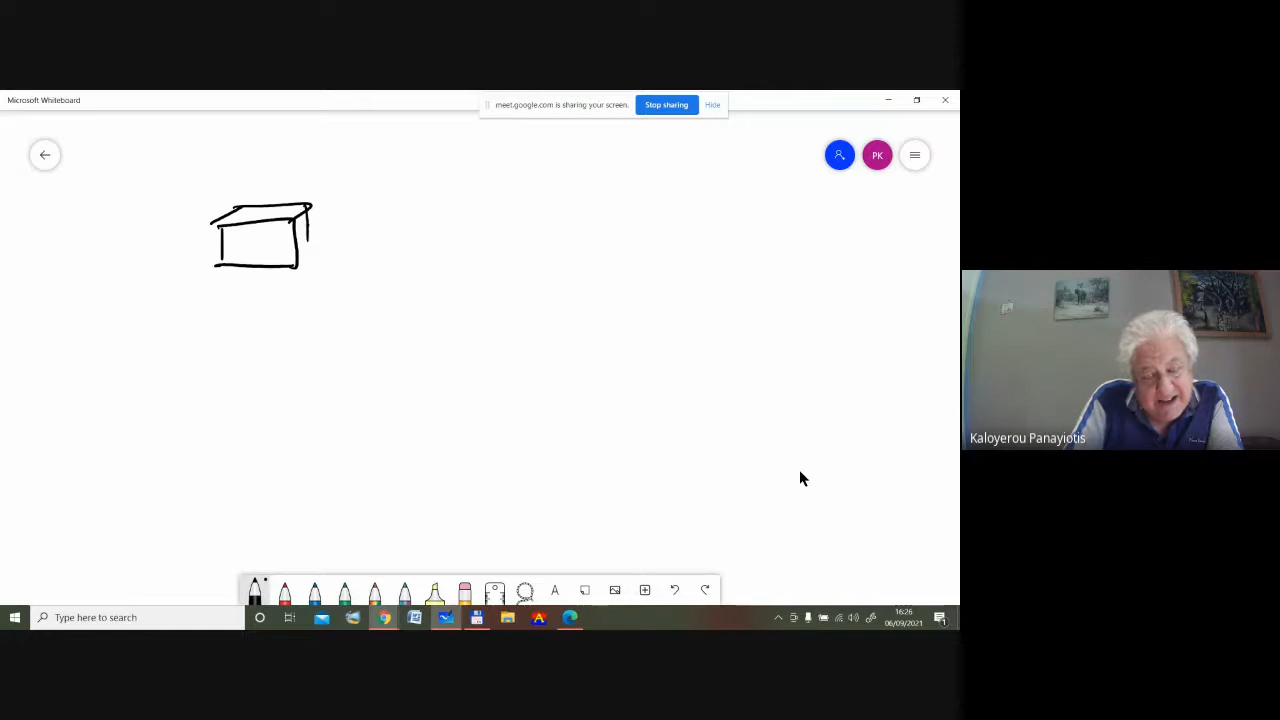 Microsoft Whiteboard
meet.google.com is sharing your screen.
Stop sharing
Hide
PK
Kaloyerou Panayiotis
A
Type here to search
16:26
06/09/2021
1